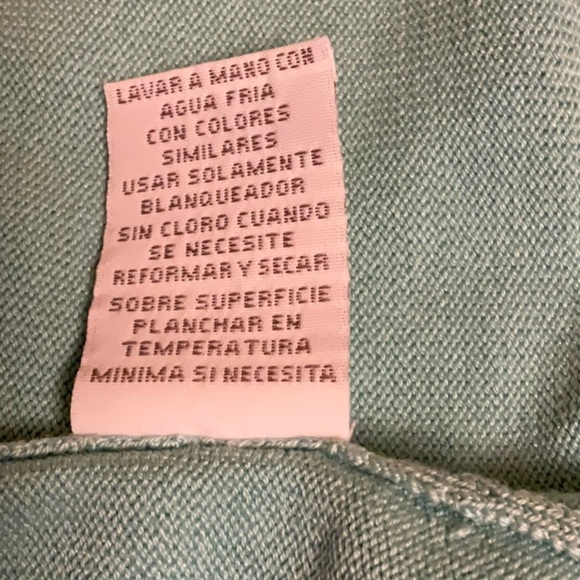 LAVAR A MANO CON
AGUA FRIA
CON COLORES
SIMILARES
USAR SOLAMENTE
BLANQUEADOR
SIN CLORO CUANDO
SE NECESITE
REFORMAR Y SECAR
SOBRE SUPERFICIE
PLANCHAR EN
TEMPERATURA
MINIMA SI NECESITA